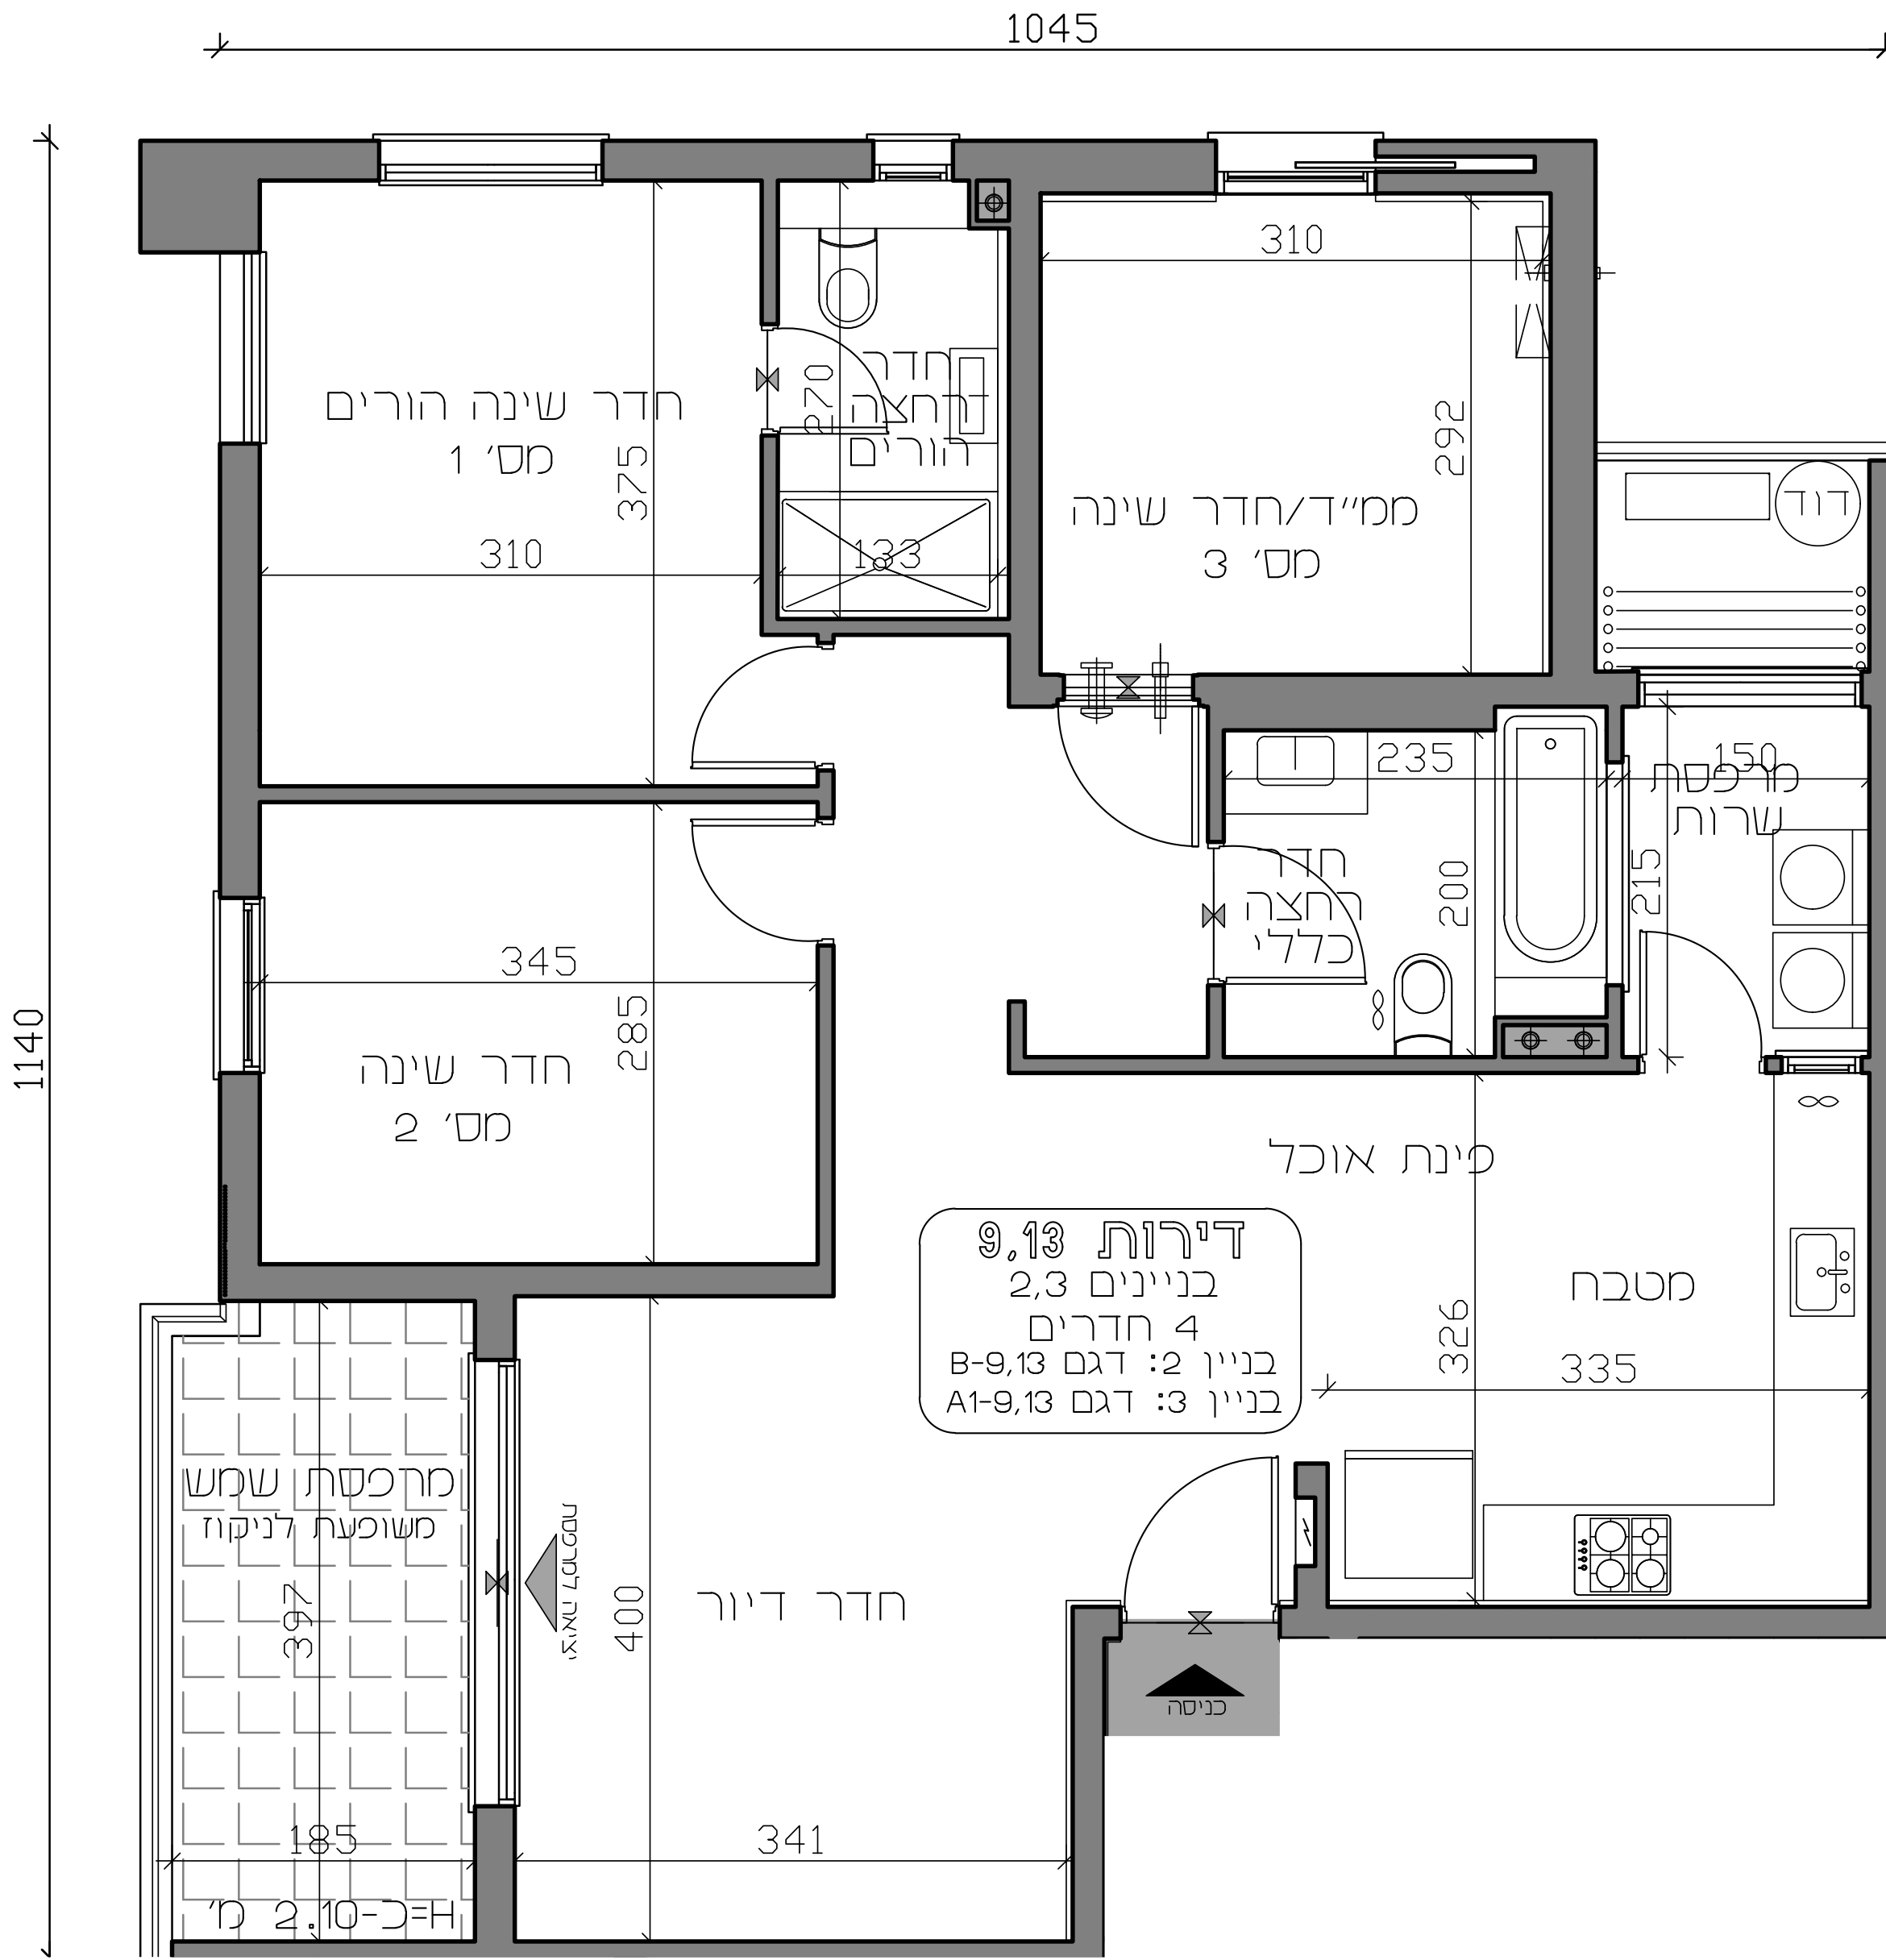 1045
1140
חדר שינה הורים
מס' 1
375
310
חדר
רחצה
הורים
270
133
310
292
ממ"ד/חדר שינה
מס' 3
דוד
235
150
מרפסת
שרות
215
חדר
רחצה
כללי
200
345
285
חדר שינה
מס' 2
פינת אוכל
דירות 9,13
בניינים 2,3
4 חדרים
בניין 2: דגם B-9,13
בניין 3: דגם A1-9,13
מטבח
326
335
מרפסת שמש
משופעת לניקוז
397
185
H=כ-2.10 מ'
יציאה למרפסת
חדר דיור
400
341
כניסה